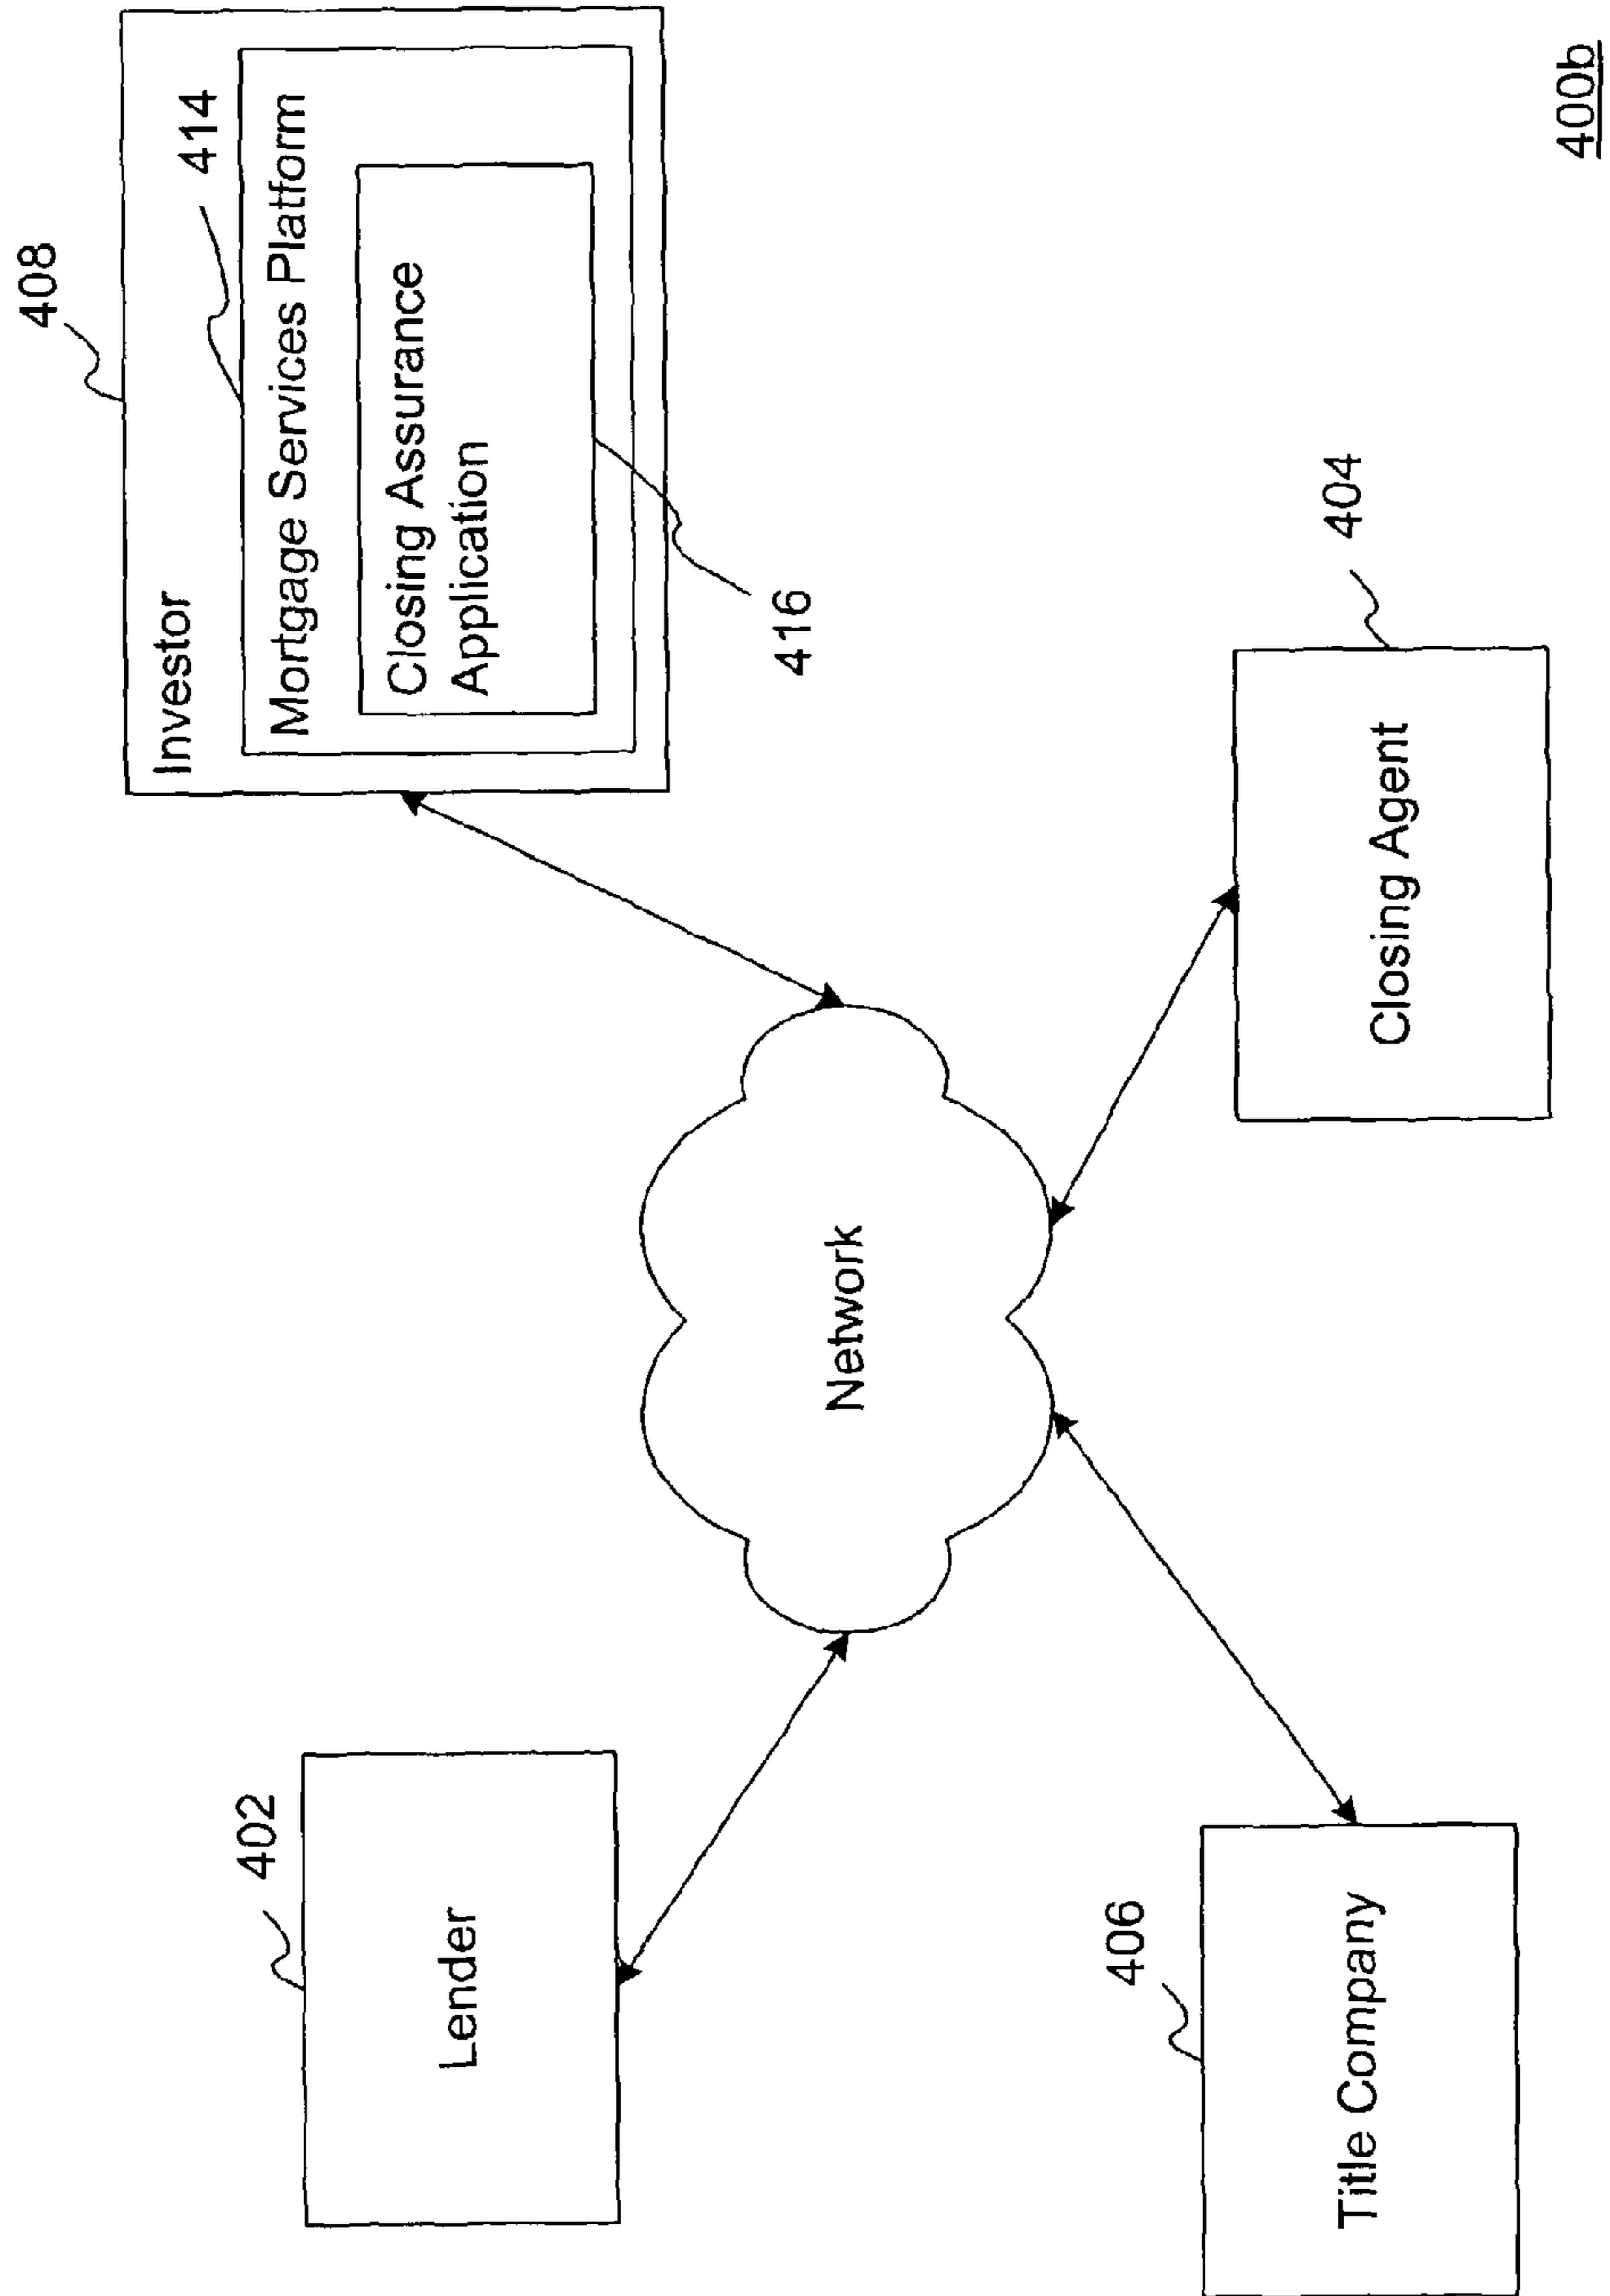 402
Lender
408
Investor
414
Mortgage Services Platform
Closing Assurance
Application
416
Network
406
Title Company
404
Closing Agent
400b